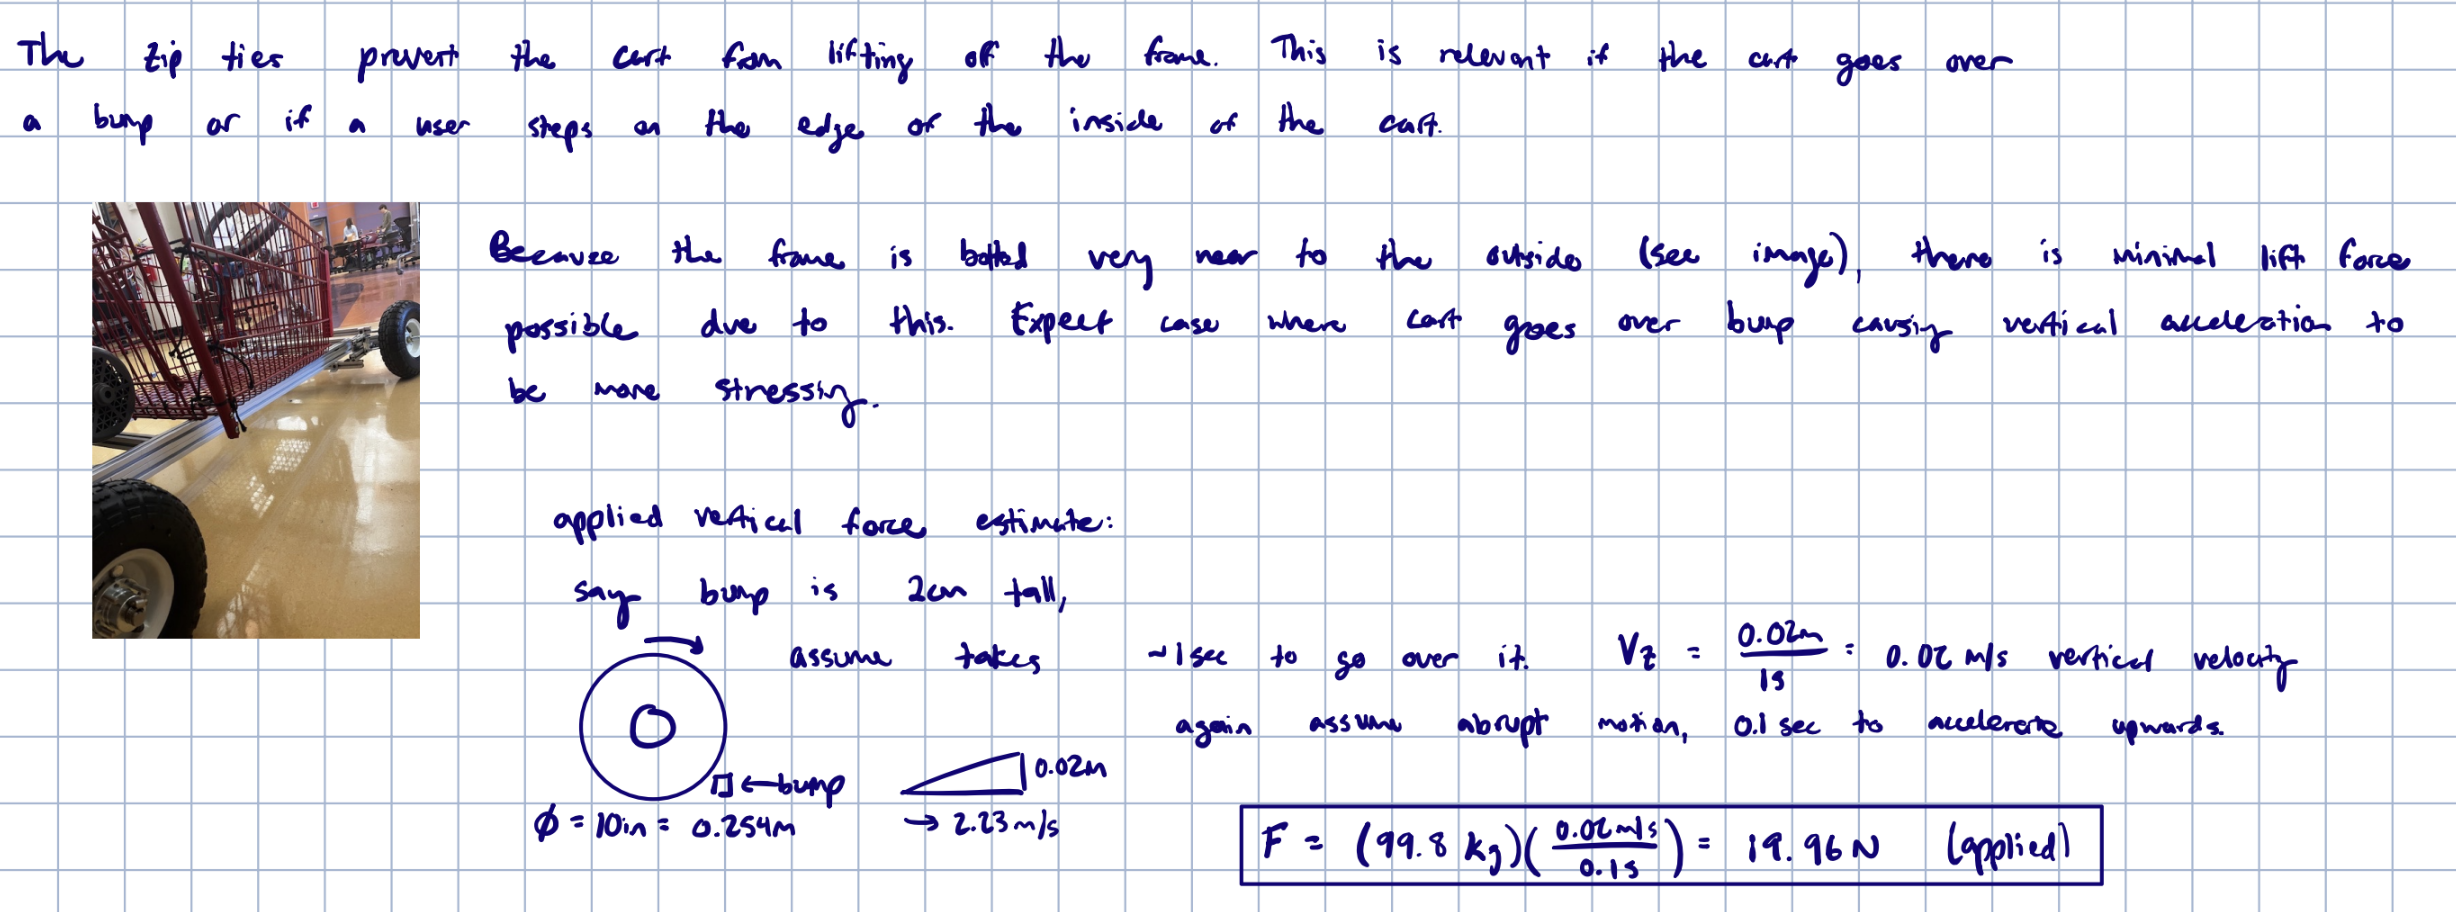 The zip ties prevent the cart from lifting off the frame. This is relevant if the cart goes over
a bump or if a user steps on the edge of the inside of the cart.
Because the frame is bolted very near to the outside (see image), there is minimal lift force
possible due to this. Expect case where cart goes over bump causing vertical acceleration to
be more stressing.
applied vertical force estimate:
say bump is 2cm tall,
assume takes ~1sec to go over it. Vz = 0.02m/1s = 0.02 m/s vertical velocity
again assume abrupt motion, 0.1 sec to accelerate upwards.
←bump
0.02m
Ø = 10in = 0.254m
→ 2.23m/s
F = (99.8 kg)(0.02m/s/0.1s) = 19.96N (applied)